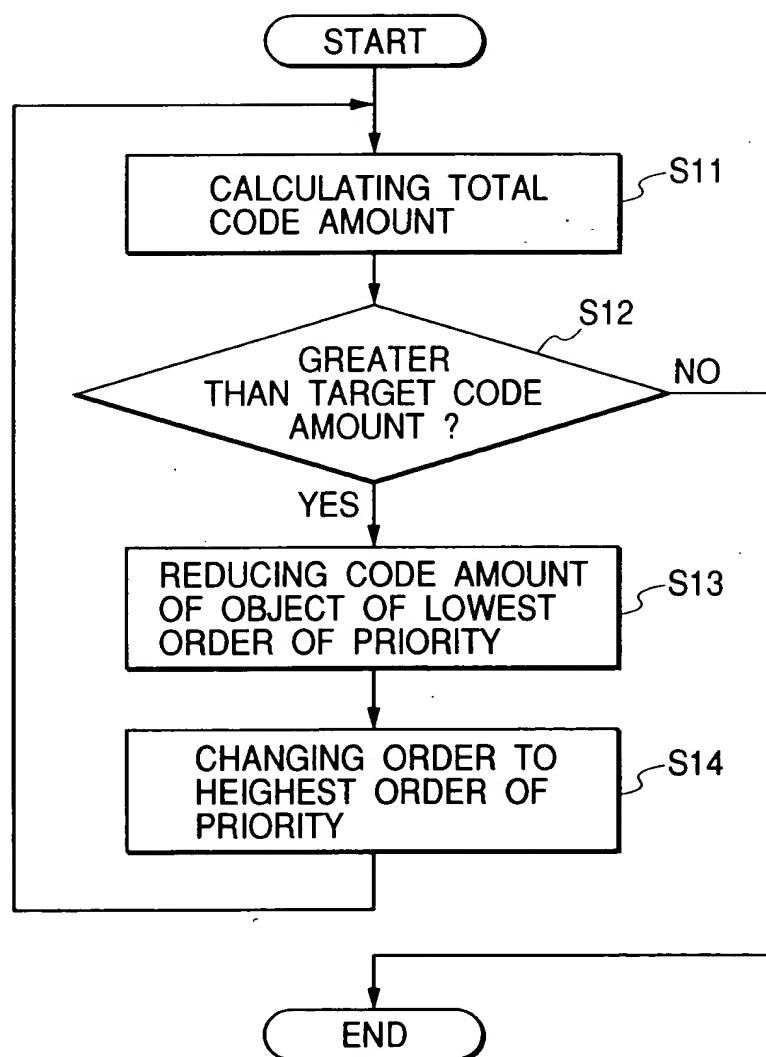 START
CALCULATING TOTAL
CODE AMOUNT
S11
S12
GREATER
THAN TARGET CODE
AMOUNT ?
NO
YES
REDUCING CODE AMOUNT
OF OBJECT OF LOWEST
ORDER OF PRIORITY
S13
CHANGING ORDER TO
HEIGHEST ORDER OF
PRIORITY
S14
END